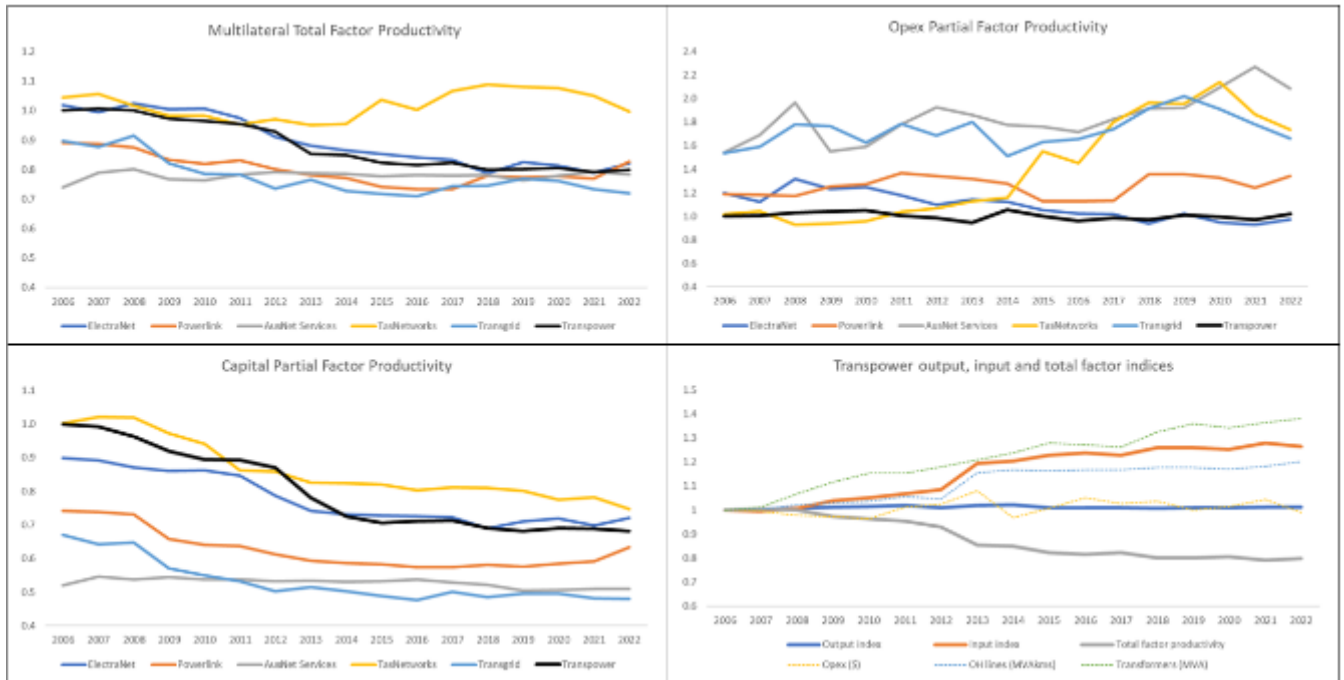 Multilateral Total Factor Productivity
1.2
1.1
1.0
0.9
0.8
0.7
0.6
0.5
0.4
2006 2007 2008 2009 2010 2011 2012 2013 2014 2015 2016 2017 2018 2019 2020 2021 2022
ElectraNet Powerlink AusNet Services TasNetworks Transgrid Transpower
Opex Partial Factor Productivity
2.4
2.2
2.0
1.8
1.6
1.4
1.2
1.0
0.8
0.6
0.4
2006 2007 2008 2009 2010 2011 2012 2013 2014 2015 2016 2017 2018 2019 2020 2021 2022
ElectraNet Powerlink AusNet Services TasNetworks Transgrid Transpower
Capital Partial Factor Productivity
1.1
1.0
0.9
0.8
0.7
0.6
0.5
0.4
2006 2007 2008 2009 2010 2011 2012 2013 2014 2015 2016 2017 2018 2019 2020 2021 2022
ElectraNet Powerlink AusNet Services TasNetworks Transgrid Transpower
Transpower output, input and total factor indices
1.5
1.4
1.3
1.2
1.1
1
0.9
0.8
0.7
0.6
2006 2007 2008 2009 2010 2011 2012 2013 2014 2015 2016 2017 2018 2019 2020 2021 2022
Output index Input index Total factor productivity
Opex ($) OH lines (MVAkms) Transformers (MVA)